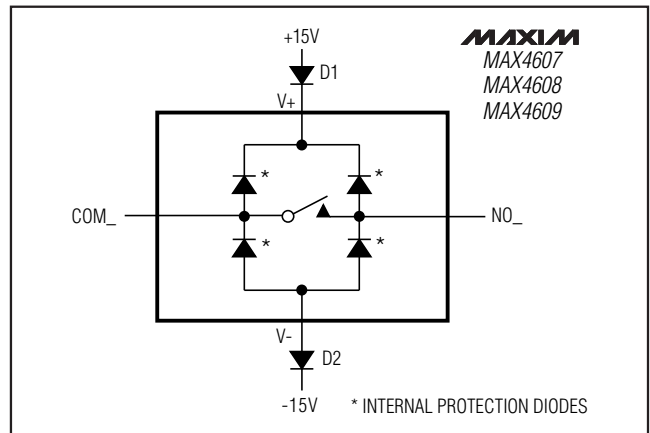 +15V
MAXIM
D1
MAX4607
MAX4608
MAX4609
V+
*
*
COM_
NO_
*
*
V-
D2
-15V
* INTERNAL PROTECTION DIODES